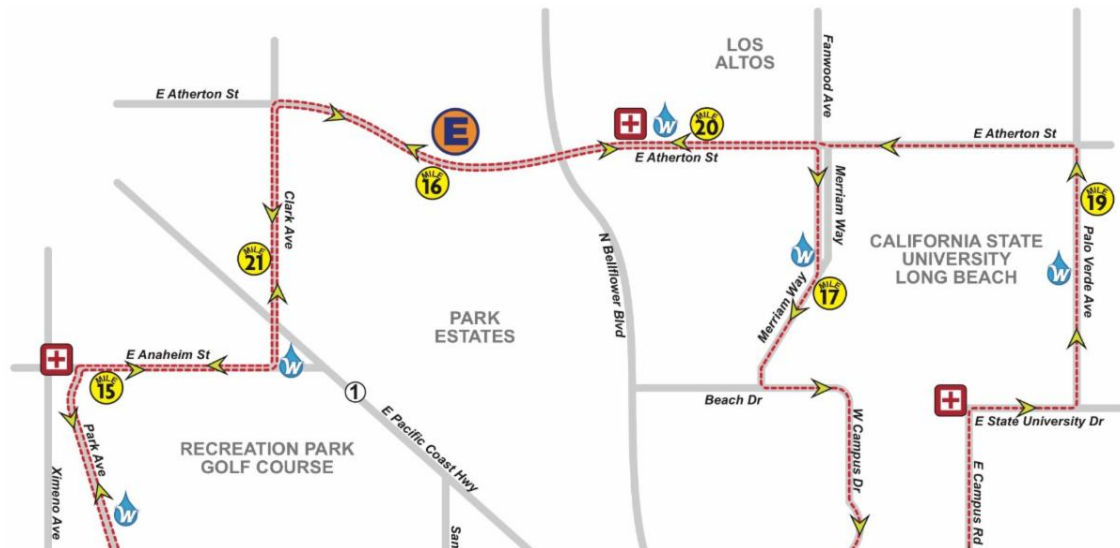 LOS
ALTOS
Fanwood Ave
E Atherton St
E
W
MILE
20
E Atherton St
E Atherton St
MILE
16
Merriam Way
MILE
19
Clark Ave
MILE
21
N Bellflower Blvd
CALIFORNIA STATE
UNIVERSITY
LONG BEACH
W
W
Palo Verde Ave
MILE
17
Merriam Way
PARK
ESTATES
E Anaheim St
W
MILE
15
1
Beach Dr
E State University Dr
Park Ave
RECREATION PARK
GOLF COURSE
E Pacific Coast Hwy
W Campus Dr
E Campus Rd
Ximeno Ave
W
San